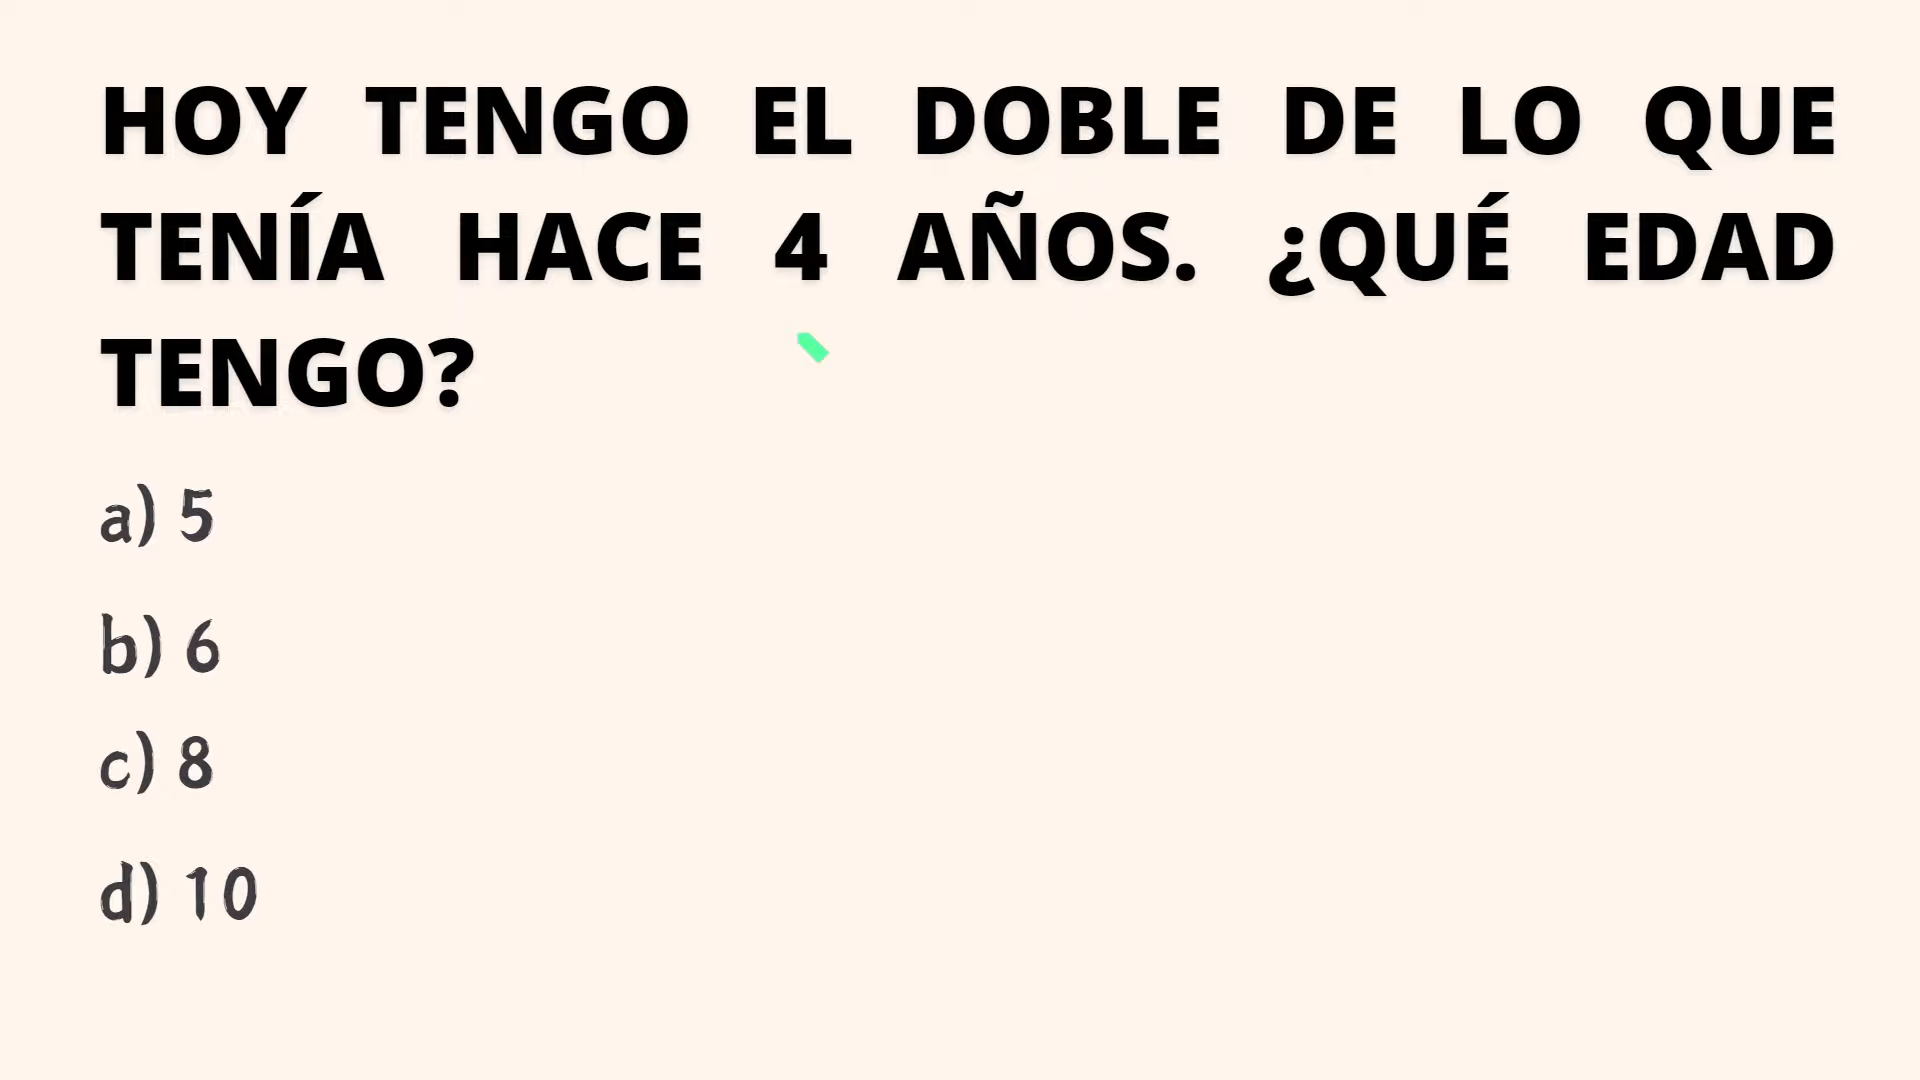 HOY TENGO EL DOBLE DE LO QUE
TENÍA HACE 4 AÑOS. ¿QUÉ EDAD
TENGO?
a) 5
b) 6
c) 8
d) 10